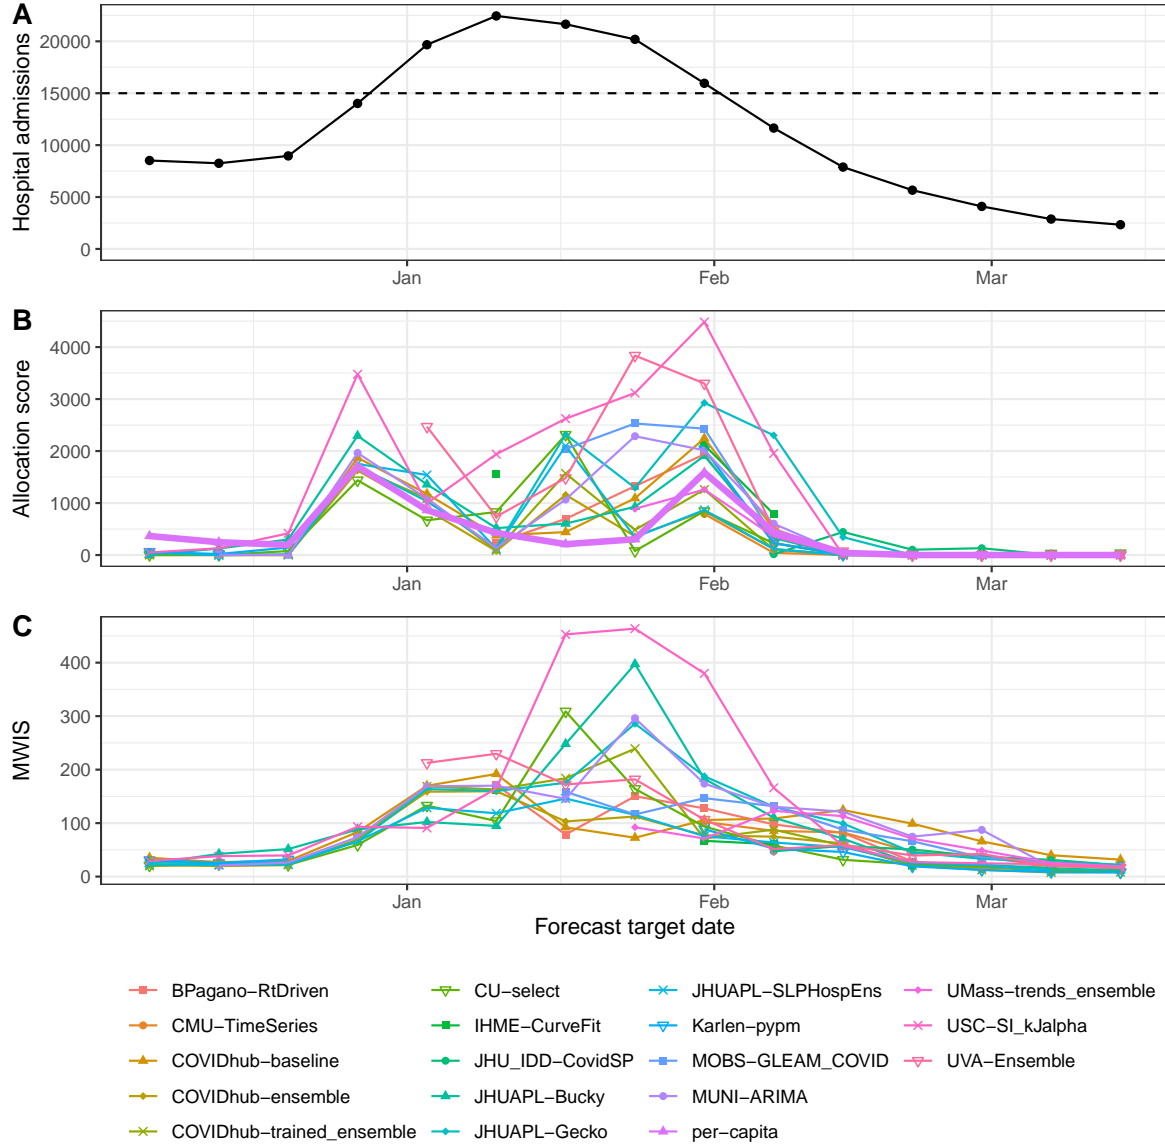 A
Hospital admissions
20000
15000
10000
5000
0
Jan
Feb
Mar
B
Allocation score
4000
3000
2000
1000
0
Jan
Feb
Mar
C
MWIS
400
300
200
100
0
Jan
Feb
Mar
Forecast target date
BPagano−RtDriven
CMU−TimeSeries
COVIDhub−baseline
COVIDhub−ensemble
COVIDhub−trained_ensemble
CU−select
IHME−CurveFit
JHU_IDD−CovidSP
JHUAPL−Bucky
JHUAPL−Gecko
JHUAPL−SLPHospEns
Karlen−pypm
MOBS−GLEAM_COVID
MUNI−ARIMA
per−capita
UMass−trends_ensemble
USC−SI_kJalpha
UVA−Ensemble